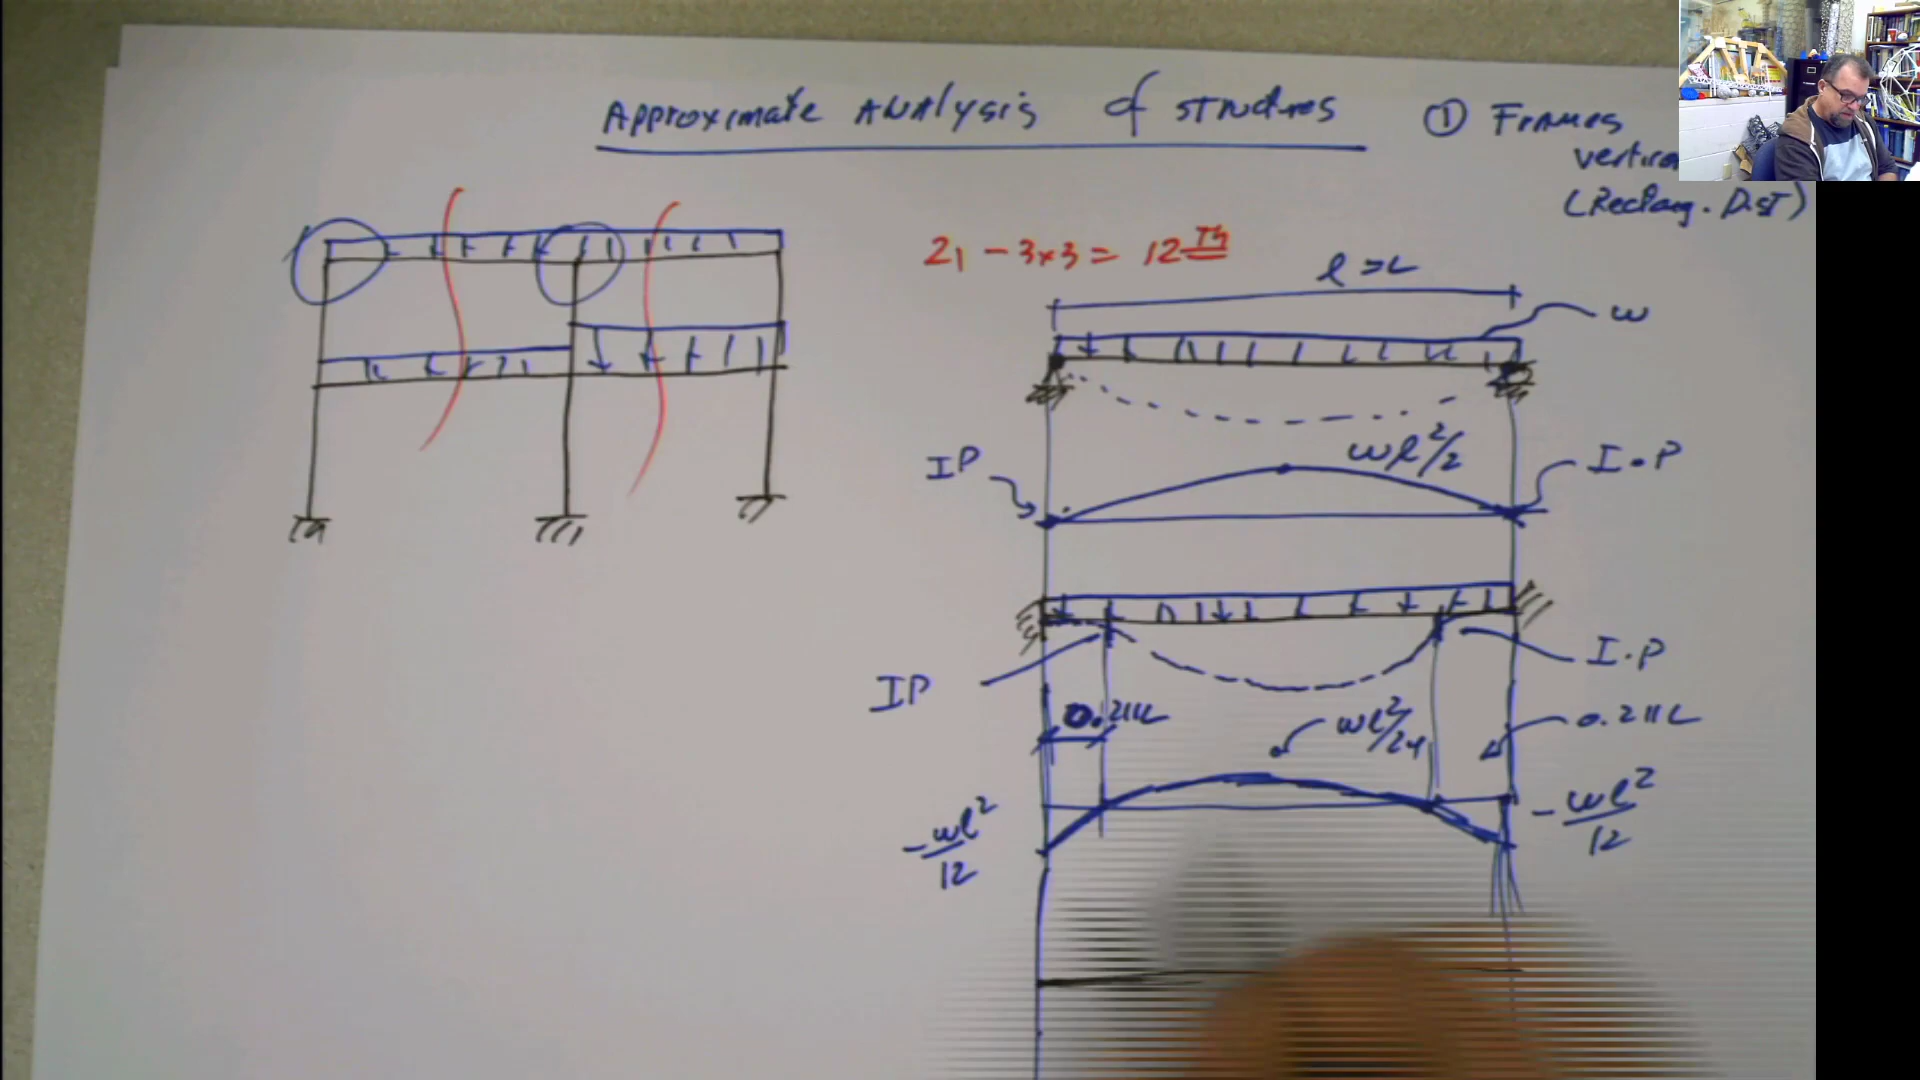 Approximate Analysis of structures
① Frames
(Rectang. Dist)
21 - 3x3 = 12 Th
l = L
w
wl²/2
IP
I.P
IP
I.P
0.211L
wl²/24
0.211L
-wl²/12
-wl²/12